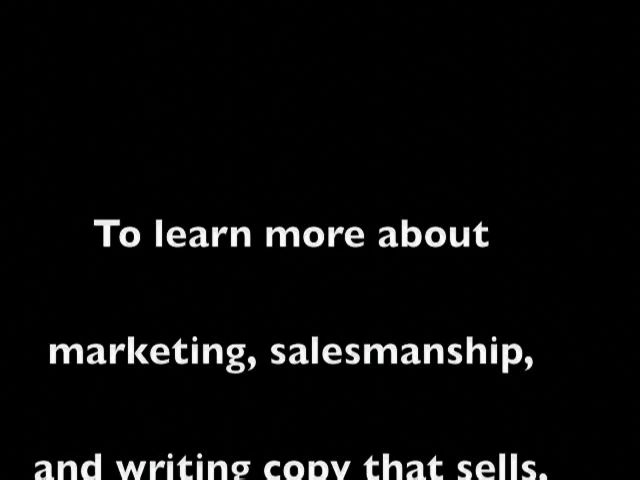 To learn more about
marketing, salesmanship,
and writing copy that sells,